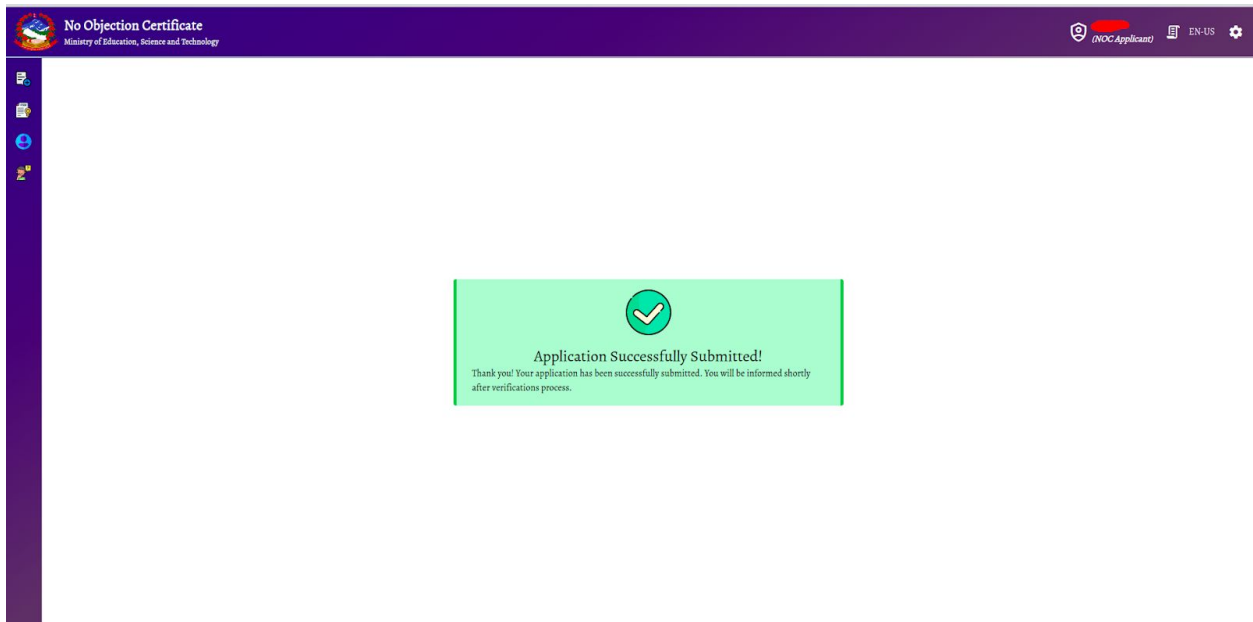 No Objection Certificate
Ministry of Education, Science and Technology
(NOC Applicant)
EN-US
Application Successfully Submitted!
Thank you! Your application has been successfully submitted. You will be informed shortly
after verifications process.